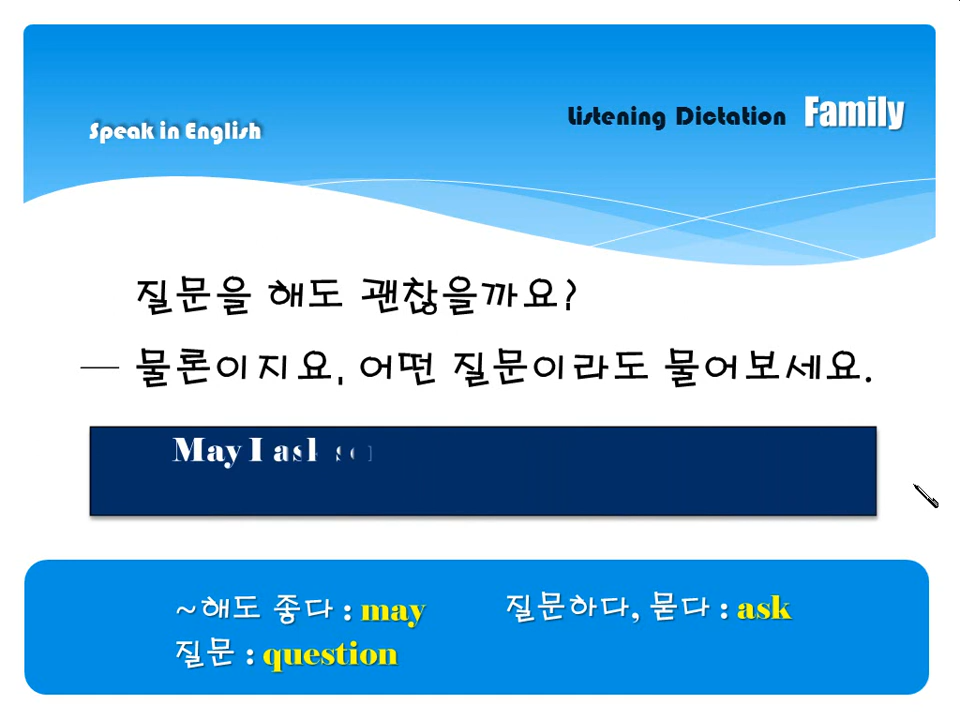 Speak in English
Listening Dictation Family
질문을 해도 괜찮을까요?
— 물론이지요, 어떤 질문이라도 물어보세요.
May I ask
~해도 좋다 : may
질문하다, 묻다 : ask
질문 : question